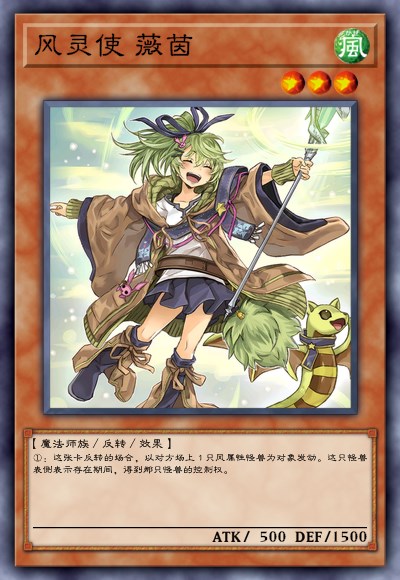 风灵使 薇茵
風
【魔法师族／反转／效果】
①：这张卡反转的场合，以对方场上１只风属性怪兽为对象发动。这只怪兽
表侧表示存在期间，得到那只怪兽的控制权。
ATK/ 500 DEF/1500